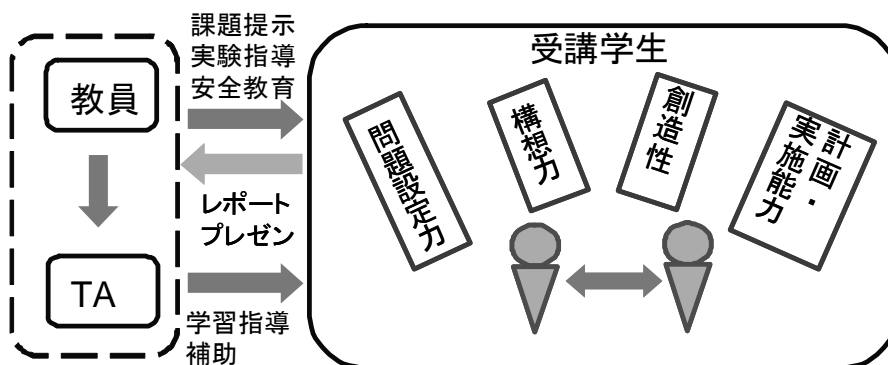 課題提示
実験指導
安全教育
受講学生
教員
問題設定力
構想力
創造性
計画・
実施能力
レポート
プレゼン
TA
学習指導
補助